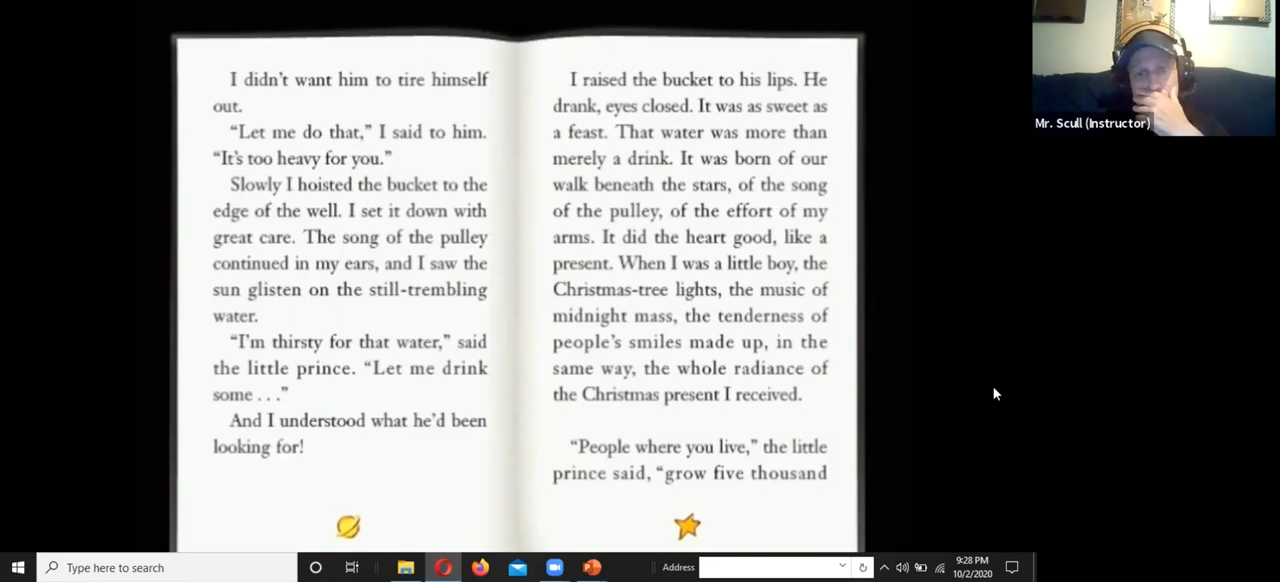 I didn't want him to tire himself
out.
“Let me do that,” I said to him.
“It's too heavy for you.”
Slowly I hoisted the bucket to the
edge of the well. I set it down with
great care. The song of the pulley
continued in my ears, and I saw the
sun glisten on the still-trembling
water.
“I'm thirsty for that water,” said
the little prince. “Let me drink
some . . .”
And I understood what he'd been
looking for!
I raised the bucket to his lips. He
drank, eyes closed. It was as sweet as
a feast. That water was more than
merely a drink. It was born of our
walk beneath the stars, of the song
of the pulley, of the effort of my
arms. It did the heart good, like a
present. When I was a little boy, the
Christmas-tree lights, the music of
midnight mass, the tenderness of
people's smiles made up, in the
same way, the whole radiance of
the Christmas present I received.
“People where you live,” the little
prince said, “grow five thousand
Mr. Scull (Instructor)
Type here to search
Address
9:28 PM
10/2/2020